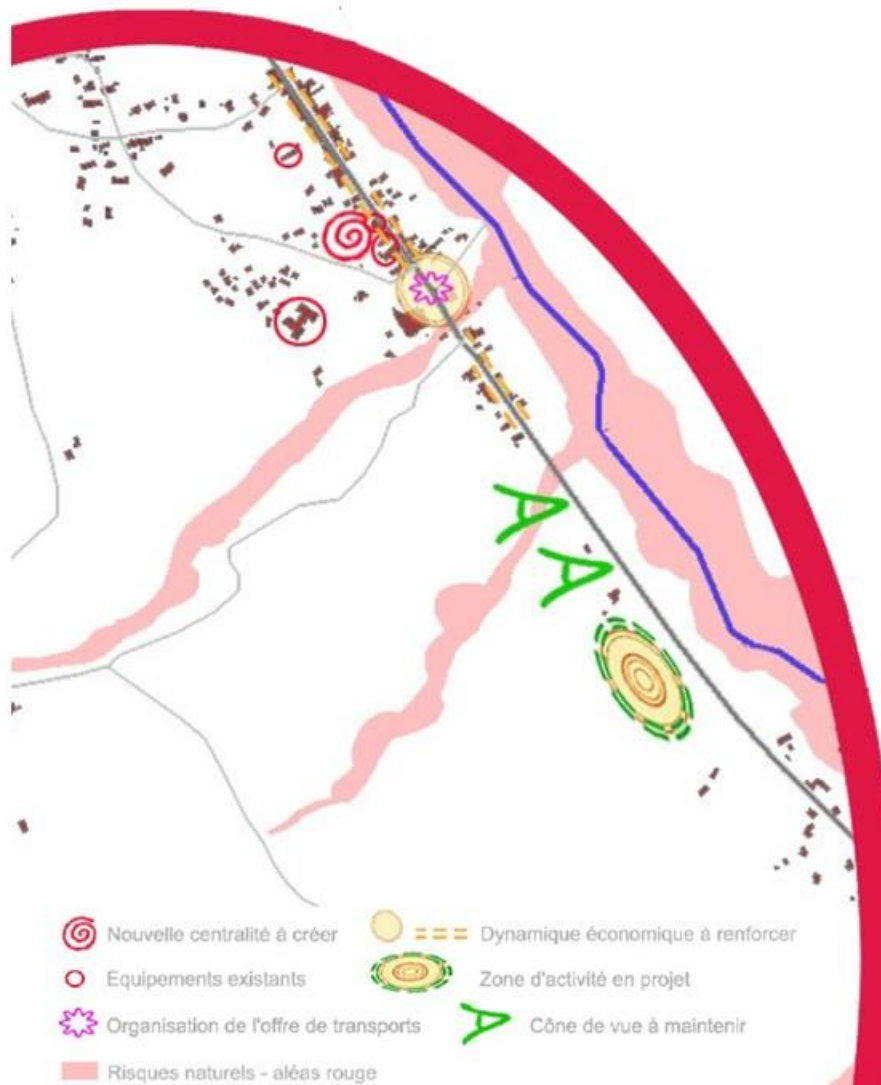 Nouvelle centralité à créer
Dynamique économique à renforcer
Equipements existants
Zone d'activité en projet
Organisation de l'offre de transports
Cône de vue à maintenir
Risques naturels - aléas rouge